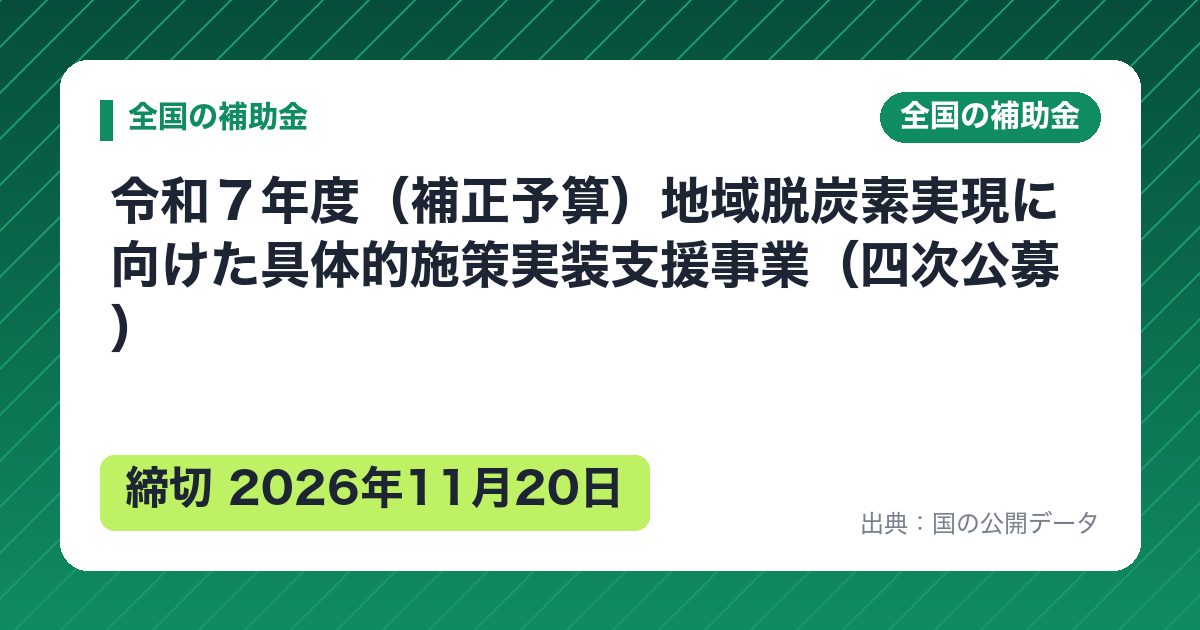 全国の補助金
全国の補助金
令和７年度（補正予算）地域脱炭素実現に
向けた具体的施策実装支援事業（四次公募
）
締切 2026年11月20日
出典：国の公開データ